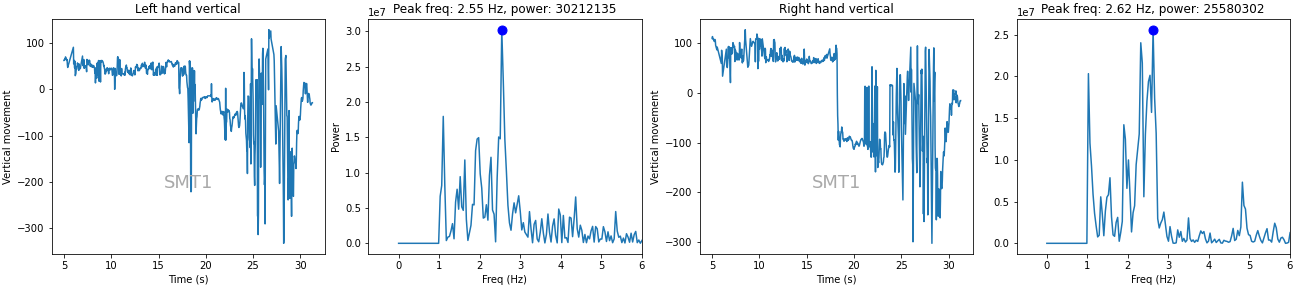 Left hand vertical
Vertical movement
100
0
−100
−200
−300
SMT1
5 10 15 20 25 30
Time (s)
1e7
Peak freq: 2.55 Hz, power: 30212135
Power
3.0
2.5
2.0
1.5
1.0
0.5
0.0
0 1 2 3 4 5 6
Freq (Hz)
Right hand vertical
Vertical movement
100
0
−100
−200
−300
SMT1
5 10 15 20 25 30
Time (s)
1e7
Peak freq: 2.62 Hz, power: 25580302
Power
2.5
2.0
1.5
1.0
0.5
0.0
0 1 2 3 4 5 6
Freq (Hz)